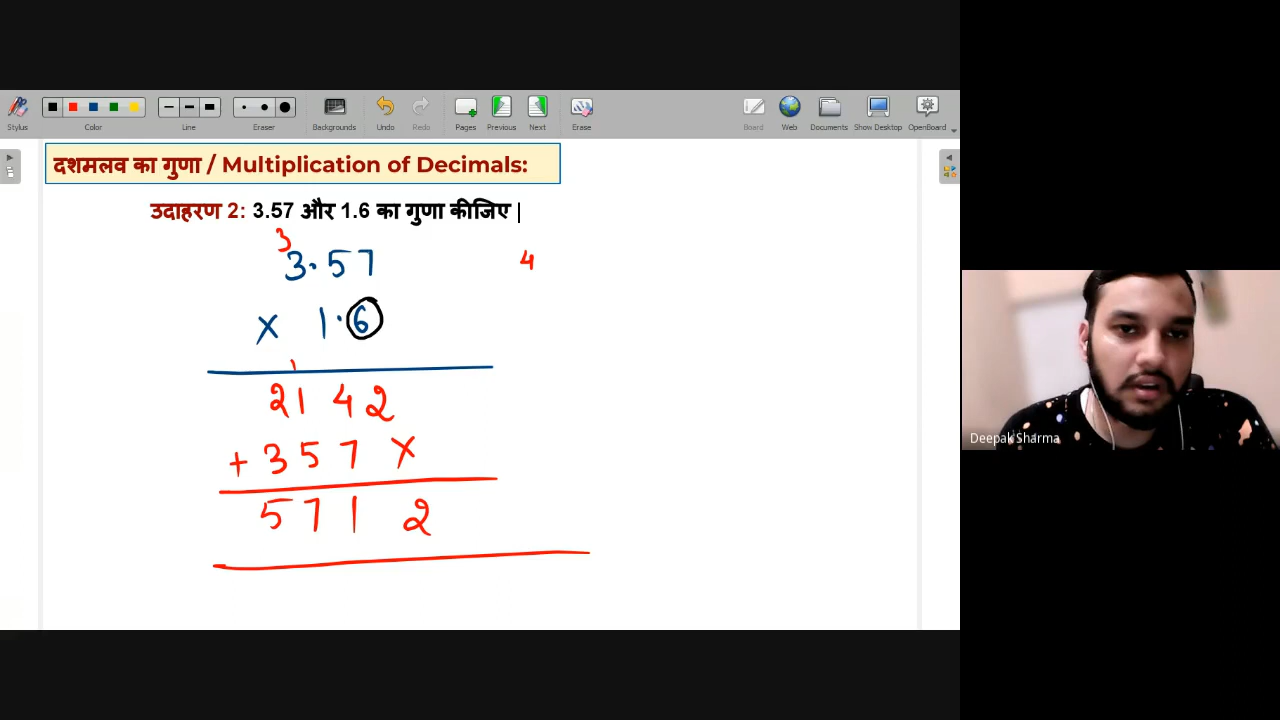 Stylus Color Line Eraser Backgrounds Undo Redo Pages Previous Next Erase Board Web Documents Show Desktop OpenBoard
दशमलव का गुणा / Multiplication of Decimals:
उदाहरण 2: 3.57 और 1.6 का गुणा कीजिए |
3
3.57
4
x 1.6
1
2142
+ 357 x
5712
Deepak Sharma